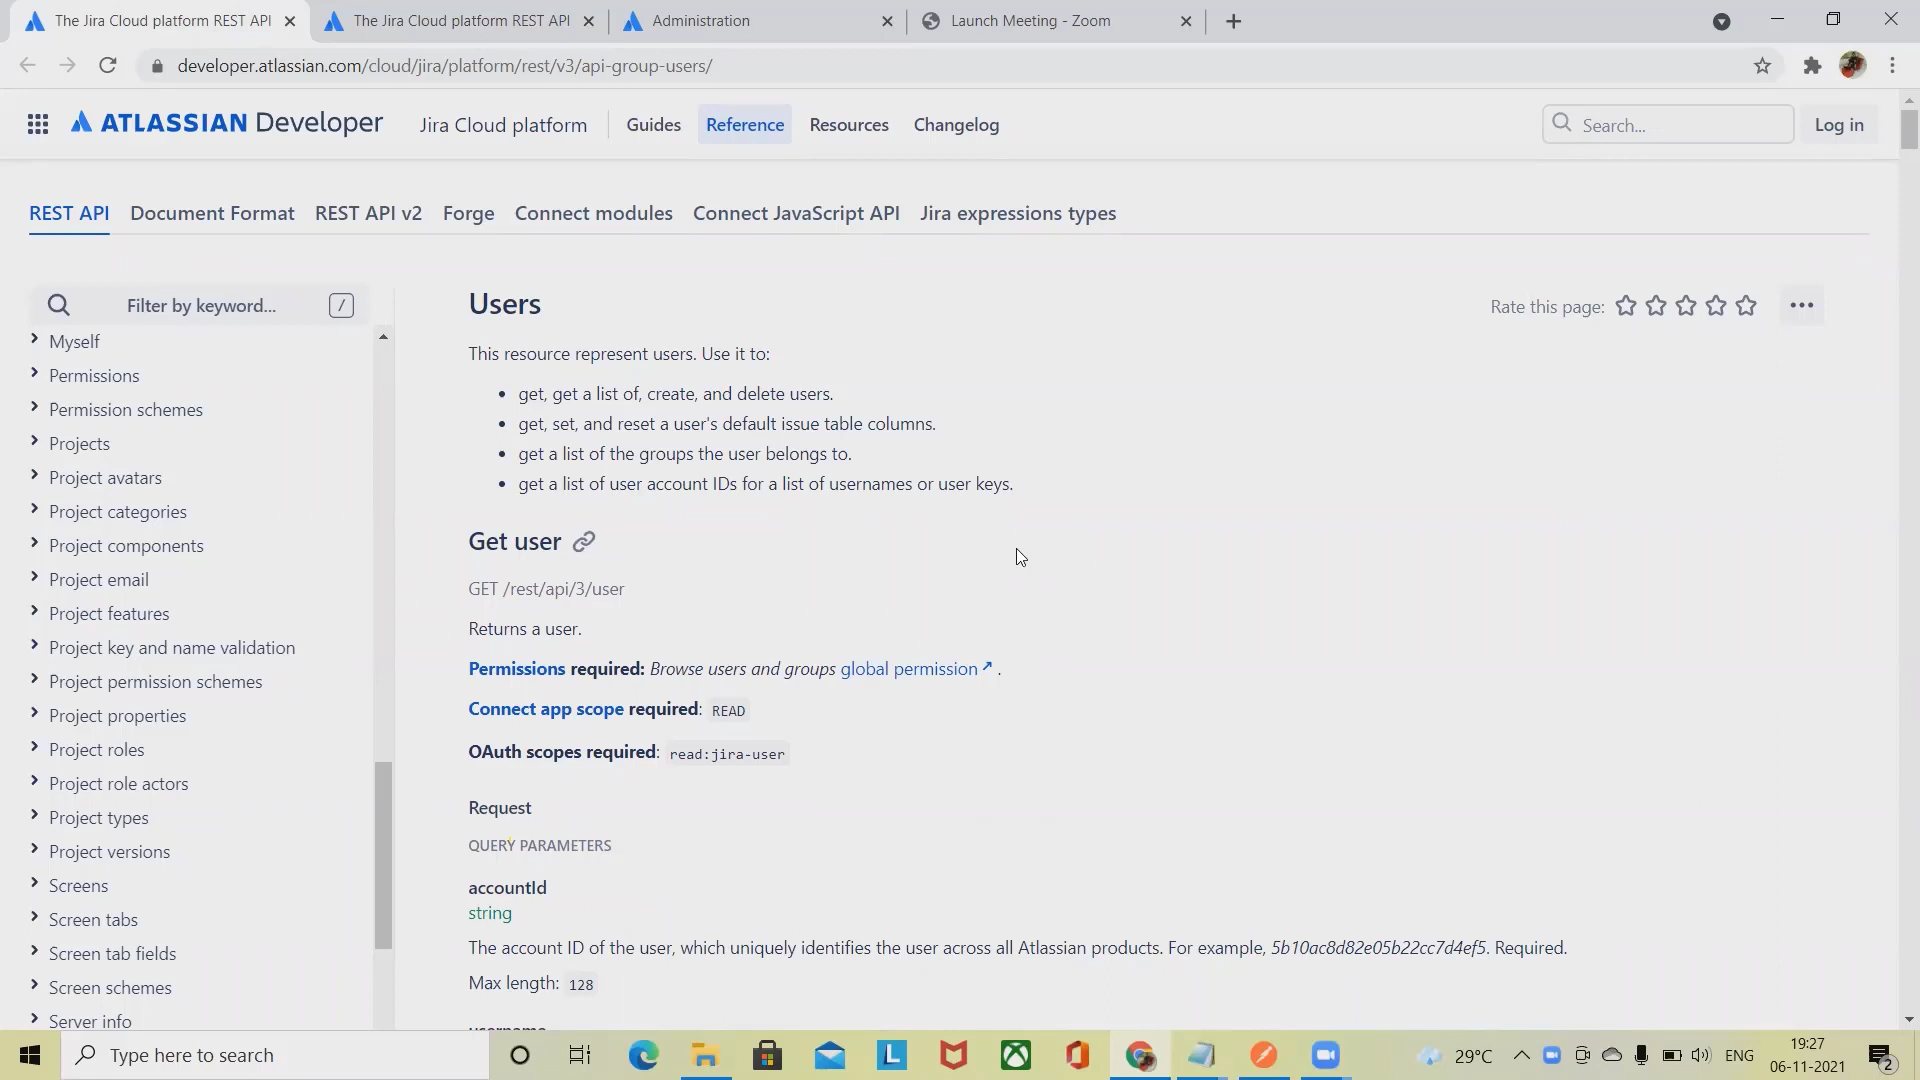 The Jira Cloud platform REST API
The Jira Cloud platform REST API
Administration
Launch Meeting - Zoom
developer.atlassian.com/cloud/jira/platform/rest/v3/api-group-users/
ATLASSIAN Developer
Jira Cloud platform
Guides
Reference
Resources
Changelog
Search...
Log in
REST API
Document Format
REST API v2
Forge
Connect modules
Connect JavaScript API
Jira expressions types
Filter by keyword...
/
Myself
Permissions
Permission schemes
Projects
Project avatars
Project categories
Project components
Project email
Project features
Project key and name validation
Project permission schemes
Project properties
Project roles
Project role actors
Project types
Project versions
Screens
Screen tabs
Screen tab fields
Screen schemes
Server info
Users
Rate this page:
This resource represent users. Use it to:
• get, get a list of, create, and delete users.
• get, set, and reset a user's default issue table columns.
• get a list of the groups the user belongs to.
• get a list of user account IDs for a list of usernames or user keys.
Get user
GET /rest/api/3/user
Returns a user.
Permissions required: Browse users and groups global permission .
Connect app scope required: READ
OAuth scopes required: read:jira-user
Request
QUERY PARAMETERS
accountId
string
The account ID of the user, which uniquely identifies the user across all Atlassian products. For example, 5b10ac8d82e05b22cc7d4ef5. Required.
Max length: 128
Type here to search
29°C
ENG
19:27
06-11-2021
2